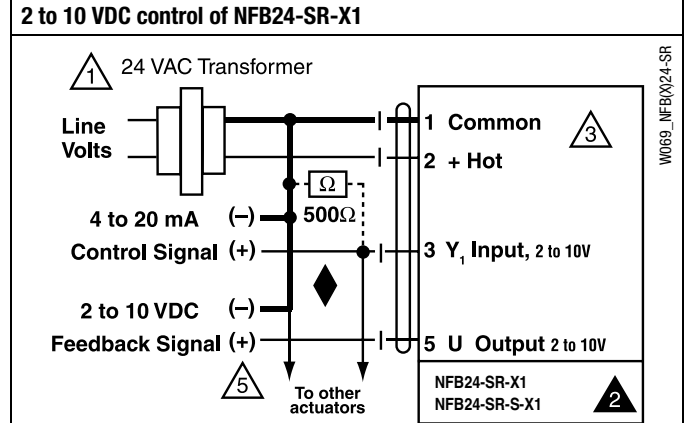 2 to 10 VDC control of NFB24-SR-X1
1
24 VAC Transformer
Line
Volts
1 Common
3
2 + Hot
Ω
500Ω
4 to 20 mA (–)
Control Signal (+)
3 Y₁ Input, 2 to 10V
2 to 10 VDC (–)
Feedback Signal (+)
5 U Output 2 to 10V
5
To other
actuators
NFB24-SR-X1
NFB24-SR-S-X1
2
W069_NFB(X)24-SR